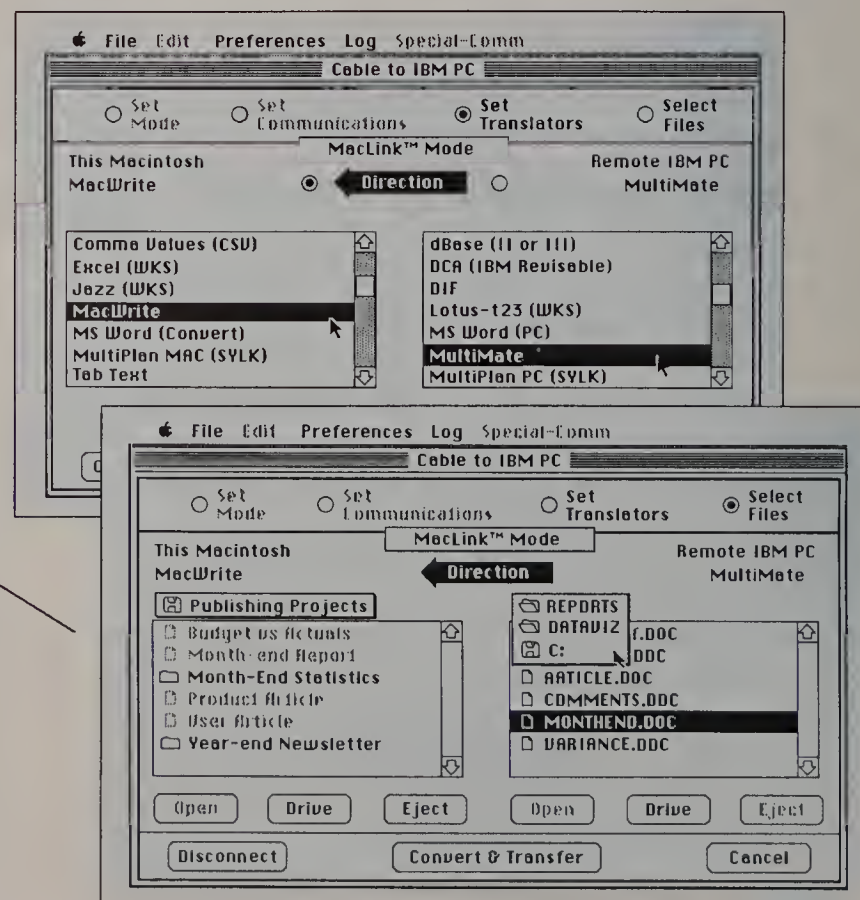 File Edit Preferences Log Special-Comm
Cable to IBM PC
Set Mode Set Communications Set Translators Select Files
MacLink™ Mode
This Macintosh Remote IBM PC
MacWrite Direction MultiMate
Comma Values (CSV)
Excel (WKS)
Jazz (WKS)
MacWrite
MS Word (Convert)
MultiPlan MAC (SYLK)
Tab Text
dBase (II or III)
DCA (IBM Revisable)
DIF
Lotus-123 (WKS)
MS Word (PC)
MultiMate
MultiPlan PC (SYLK)
File Edit Preferences Log Special-Comm
Cable to IBM PC
Set Mode Set Communications Set Translators Select Files
MacLink™ Mode
This Macintosh Remote IBM PC
MacWrite Direction MultiMate
Publishing Projects
Budget vs Actuals
Month-end Report
Month-End Statistics
Product Article
User Article
Year-end Newsletter
REPORTS
DATAVIZ
C:
.DOC
.DOC
ARTICLE.DOC
COMMENTS.DOC
MONTHEND.DOC
VARIANCE.DOC
Open Drive Eject Open Drive Eject
Disconnect Convert & Transfer Cancel